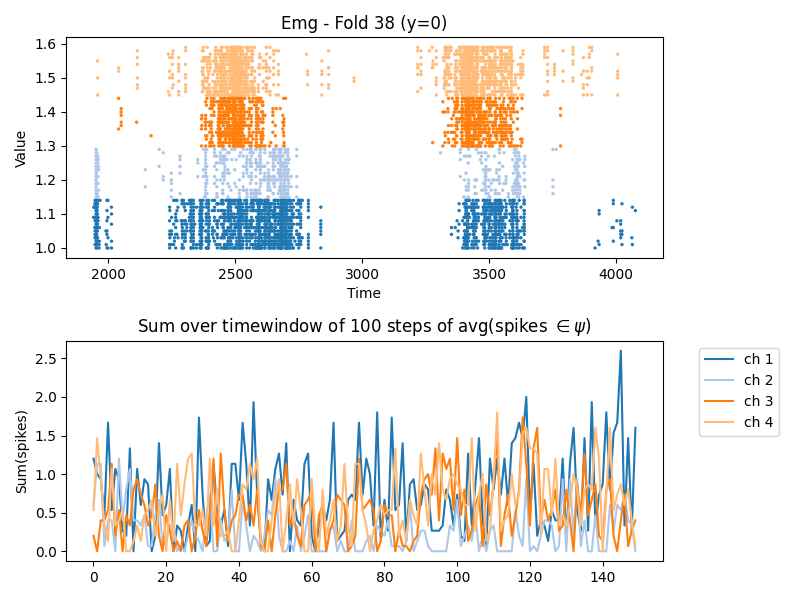 Emg - Fold 38 (y=0)
1.6
1.5
1.4
1.3
1.2
1.1
1.0
Value
2000 2500 3000 3500 4000
Time
Sum over timewindow of 100 steps of avg(spikes ∈ ψ)
2.5
2.0
1.5
1.0
0.5
0.0
Sum(spikes)
0 20 40 60 80 100 120 140
ch 1
ch 2
ch 3
ch 4